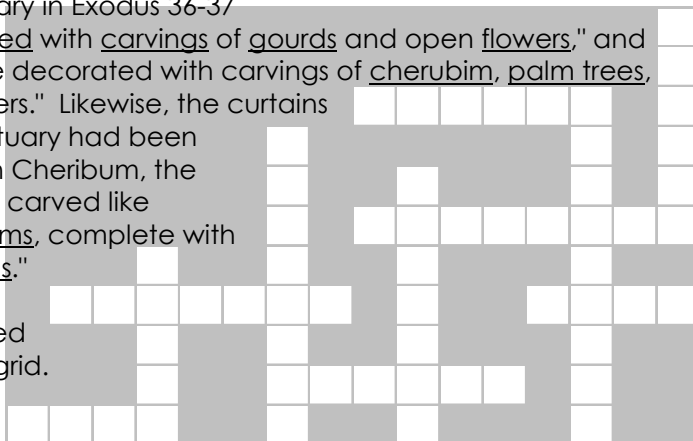 ary in Exodus 36-37
ed with carvings of gourds and open flowers," and
e decorated with carvings of cherubim, palm trees,
ers." Likewise, the curtains
tuary had been
n Cheribum, the
carved like
ms, complete with
s."
ed
grid.